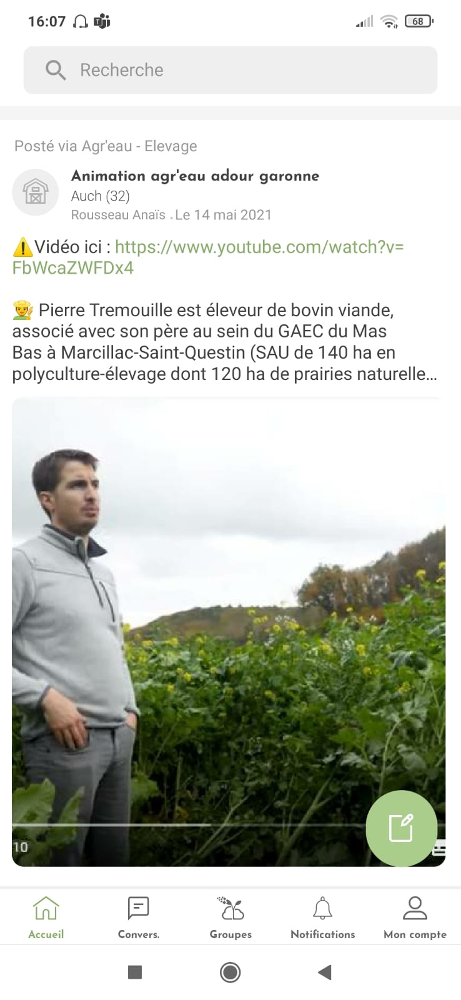 16:07
68
Recherche
Posté via Agr'eau - Elevage
Animation agr'eau adour garonne
Auch (32)
Rousseau Anaïs . Le 14 mai 2021
⚠️Vidéo ici : https://www.youtube.com/watch?v=
FbWcaZWFDx4
👨‍🌾 Pierre Tremouille est éleveur de bovin viande,
associé avec son père au sein du GAEC du Mas
Bas à Marcillac-Saint-Questin (SAU de 140 ha en
polyculture-élevage dont 120 ha de prairies naturelle...
10
Accueil
Convers.
Groupes
Notifications
Mon compte